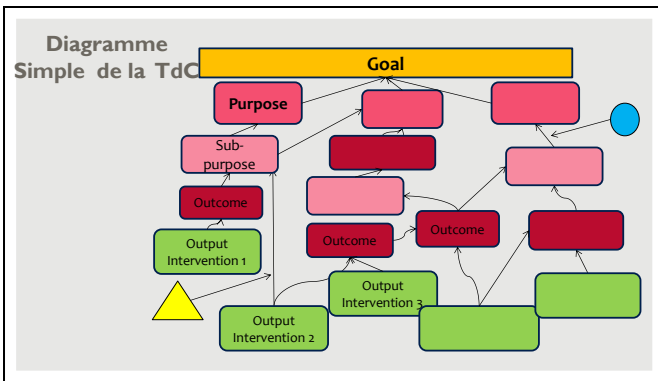 Diagramme
Simple de la TdC
Goal
Purpose
Sub-
purpose
Outcome
Output
Intervention 1
Outcome
Outcome
Output
Intervention 3
Output
Intervention 2